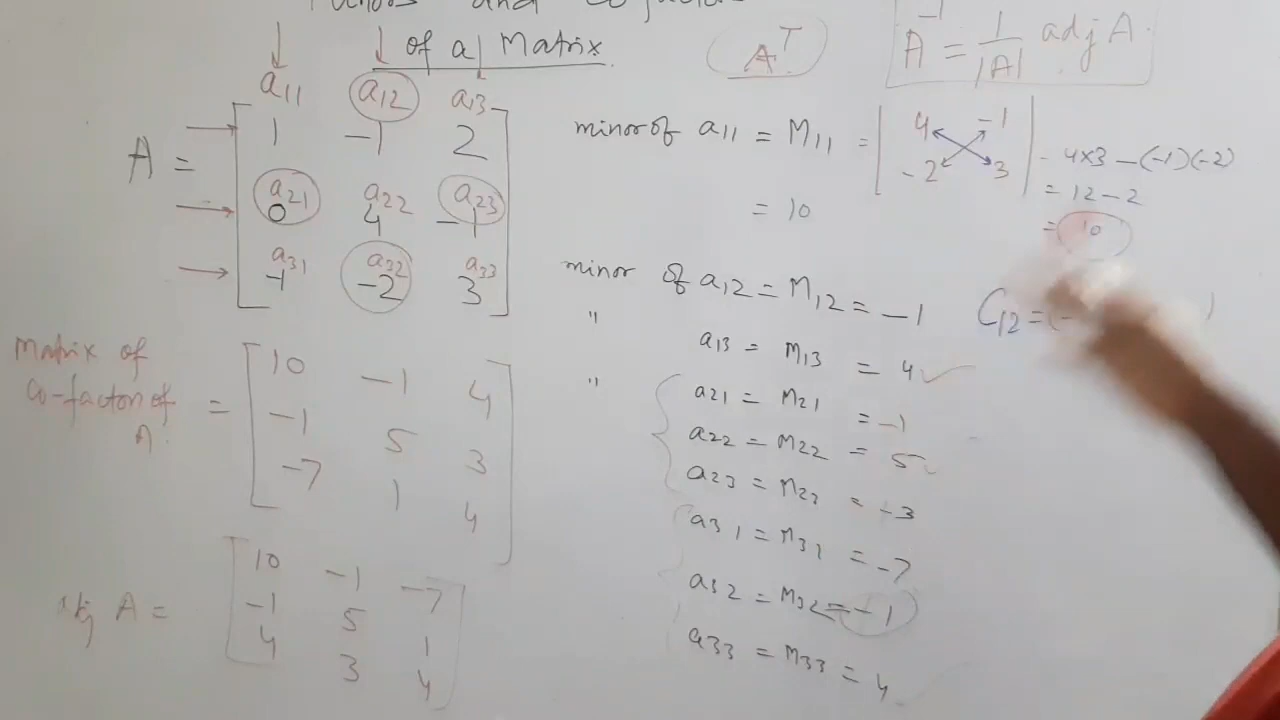 and
of a Matrix
Aᵀ
A⁻¹ = 1/|A| adj A.
a11 a12 a13
A = 1 -1 2
a21 a22 a23
0 4 -1
a31 a32 a33
-1 -2 3
minor of a11 = M11 = | 4 -1
-2 3 |
= 4x3 - (-1)(-2)
= 12 - 2
= 10
= 10
minor of a12 = M12 = -1
C12 = (-
" a13 = M13 = 4 ✓
" a21 = M21 = -1
a22 = M22 = 5
a23 = M23 = -3
a31 = M31 = -7
a32 = M32 = -1
a33 = M33 = 4
Matrix of
Co-factor of
A.
= 10 -1 4
-1 5 3
-7 1 4
A = 10 -1 -7
-1 5 1
4 3 4